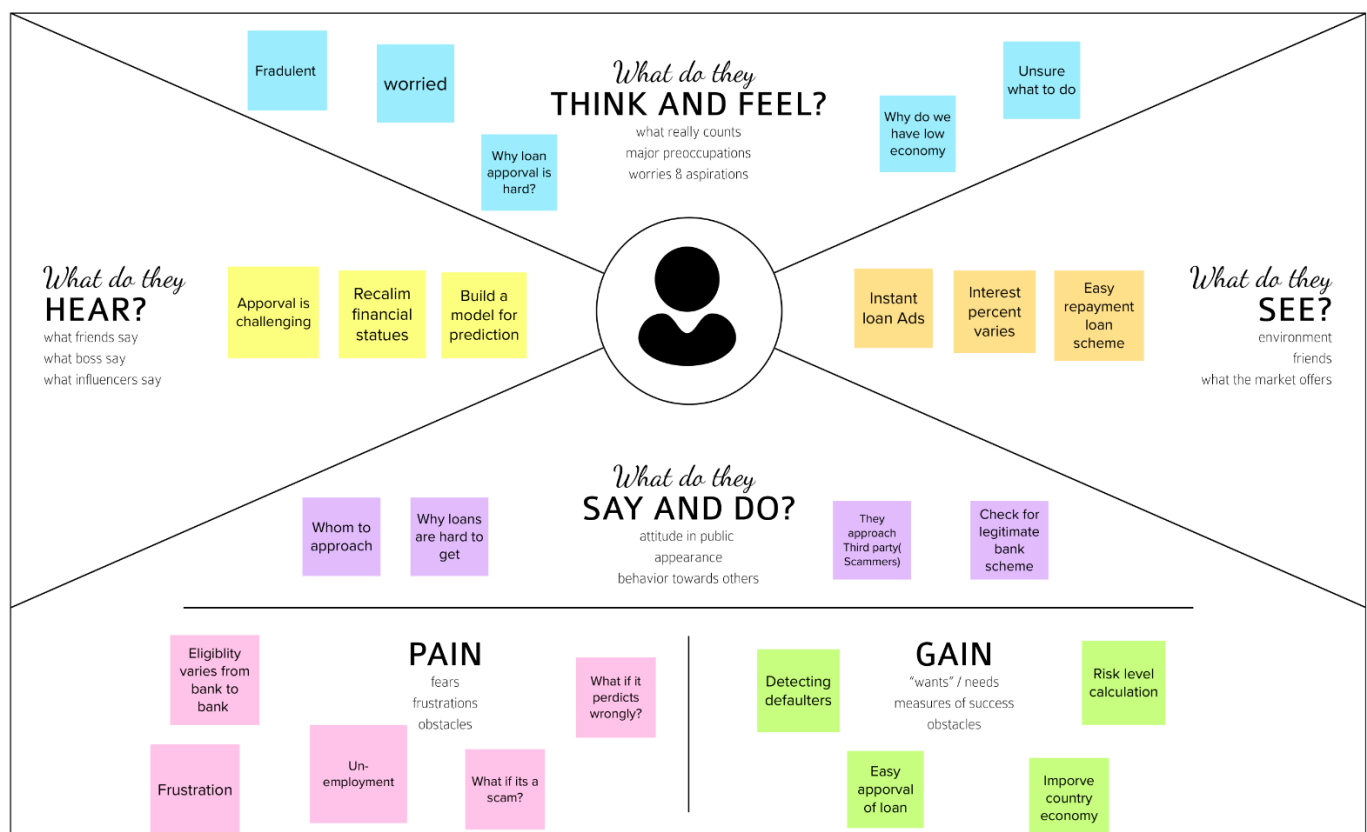 What do they
THINK AND FEEL?
what really counts
major preoccupations
worries & aspirations
Fradulent
worried
Why loan
apporval is
hard?
Why do we
have low
economy
Unsure
what to do
What do they
HEAR?
what friends say
what boss say
what influencers say
Apporval is
challenging
Recalim
financial
statues
Build a
model for
prediction
Instant
loan Ads
Interest
percent
varies
Easy
repayment
loan
scheme
What do they
SEE?
environment
friends
what the market offers
What do they
SAY AND DO?
attitude in public
appearance
behavior towards others
Whom to
approach
Why loans
are hard to
get
They
approach
Third party(
Scammers)
Check for
legitimate
bank
scheme
PAIN
fears
frustrations
obstacles
Eligiblity
varies from
bank to
bank
What if it
perdicts
wrongly?
Frustration
Un-
employment
What if its a
scam?
GAIN
“wants” / needs
measures of success
obstacles
Detecting
defaulters
Risk level
calculation
Easy
apporval
of loan
Imporve
country
economy